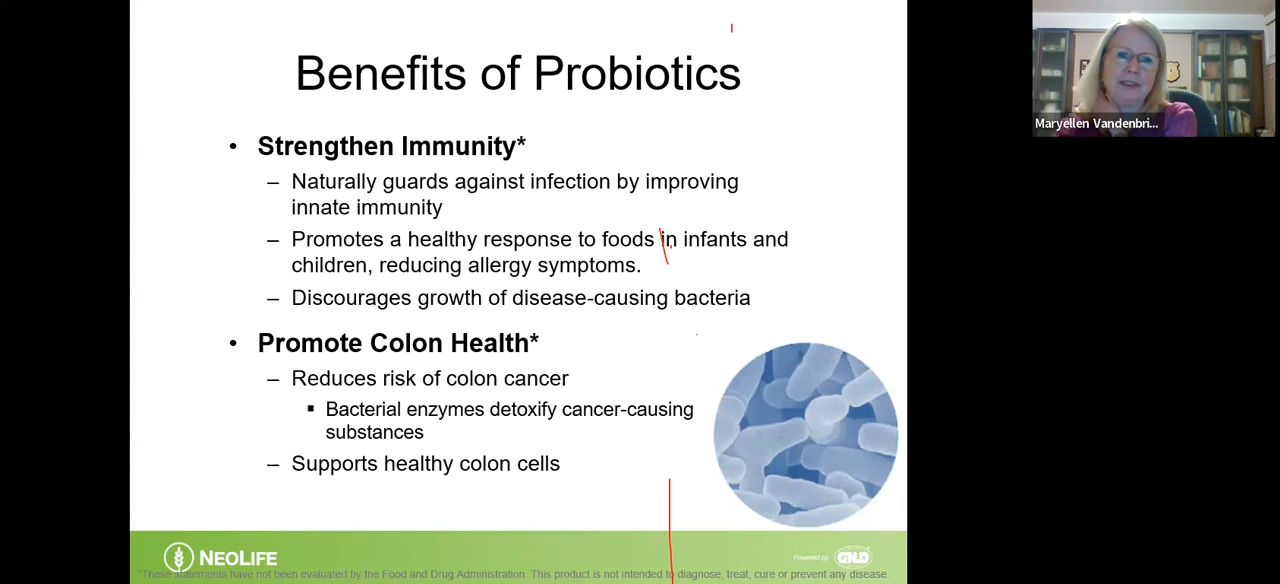 Benefits of Probiotics
• Strengthen Immunity*
– Naturally guards against infection by improving
innate immunity
– Promotes a healthy response to foods in infants and
children, reducing allergy symptoms.
– Discourages growth of disease-causing bacteria
• Promote Colon Health*
– Reduces risk of colon cancer
▪ Bacterial enzymes detoxify cancer-causing
substances
– Supports healthy colon cells
NEOLIFE
Powered by GNLD
*These statements have not been evaluated by the Food and Drug Administration. This product is not intended to diagnose, treat, cure or prevent any disease.
Maryellen Vandenbri...